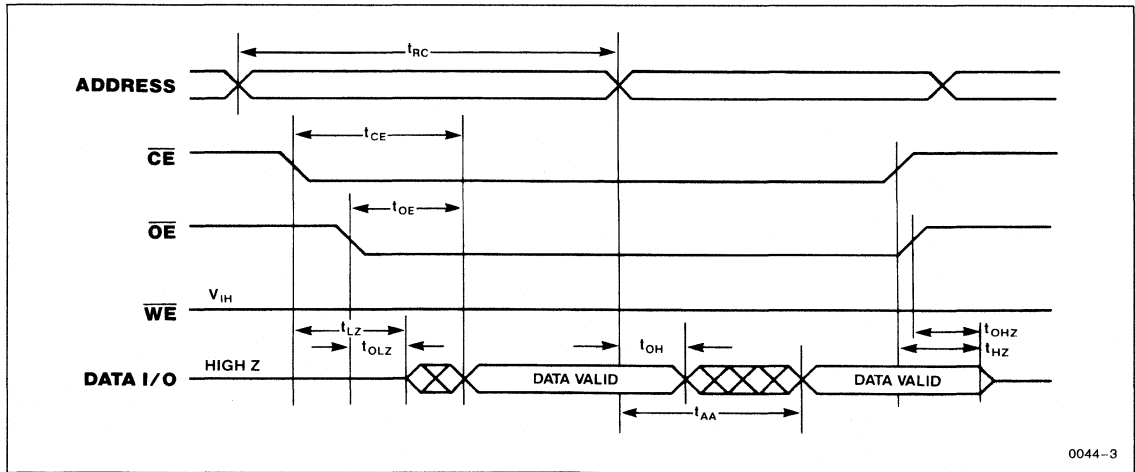 tRC
ADDRESS
tCE
CE
tOE
OE
VIH
WE
tLZ
tOHZ
tOLZ
tOH
tHZ
HIGH Z
DATA I/O
DATA VALID
DATA VALID
tAA
0044-3